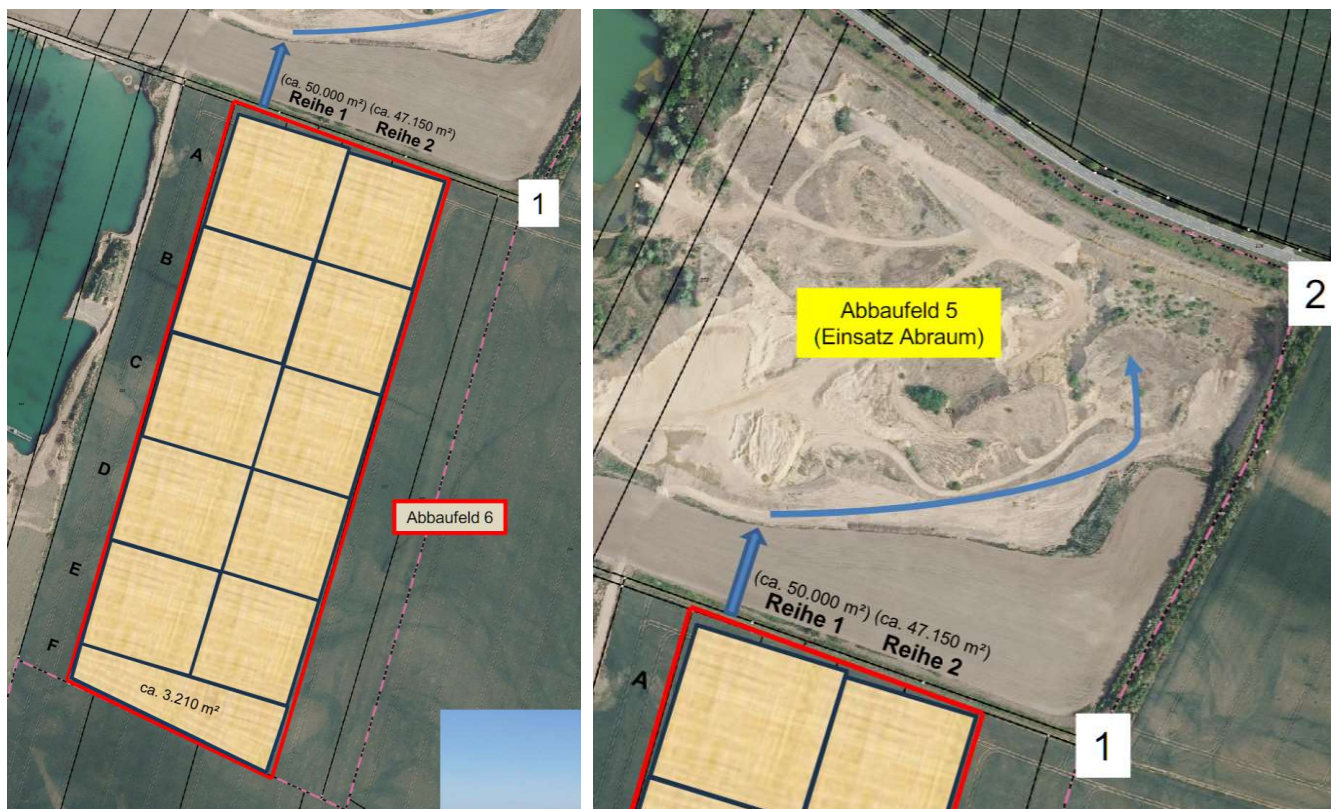 (ca. 50.000 m²) (ca. 47.150 m²)
Reihe 1 Reihe 2
1
A
B
C
D
Abbaufeld 6
E
F
ca. 3.210 m²
Abbaufeld 5
(Einsatz Abraum)
2
(ca. 50.000 m²) (ca. 47.150 m²)
Reihe 1 Reihe 2
A
1